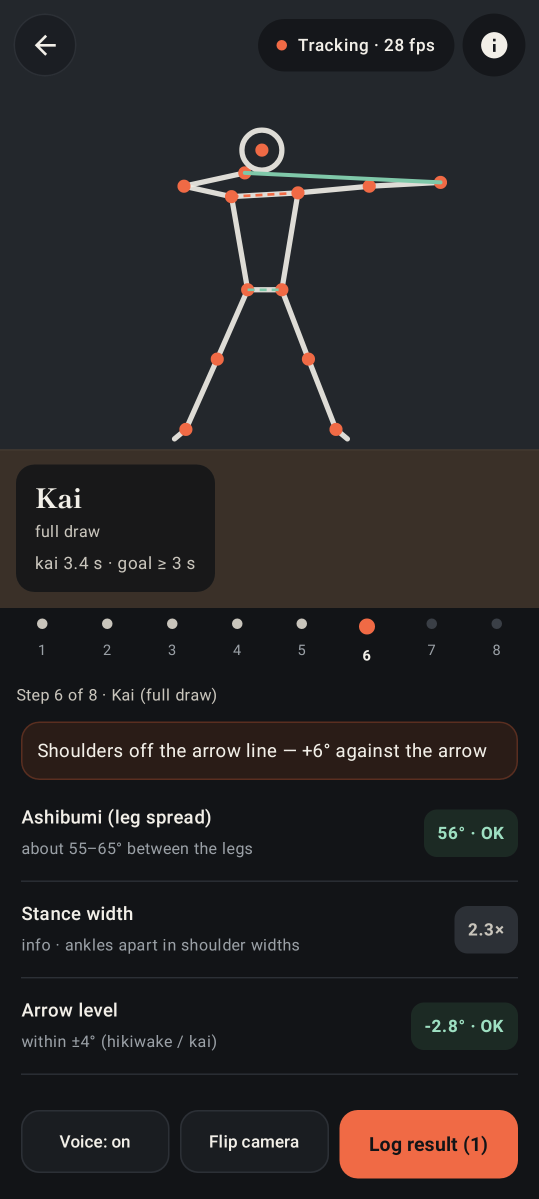 Tracking · 28 fps
Kai
full draw
kai 3.4 s · goal ≥ 3 s
1 2 3 4 5 6 7 8
Step 6 of 8 · Kai (full draw)
Shoulders off the arrow line — +6° against the arrow
Ashibumi (leg spread)
56° · OK
about 55–65° between the legs
Stance width
2.3×
info · ankles apart in shoulder widths
Arrow level
-2.8° · OK
within ±4° (hikiwake / kai)
Voice: on
Flip camera
Log result (1)